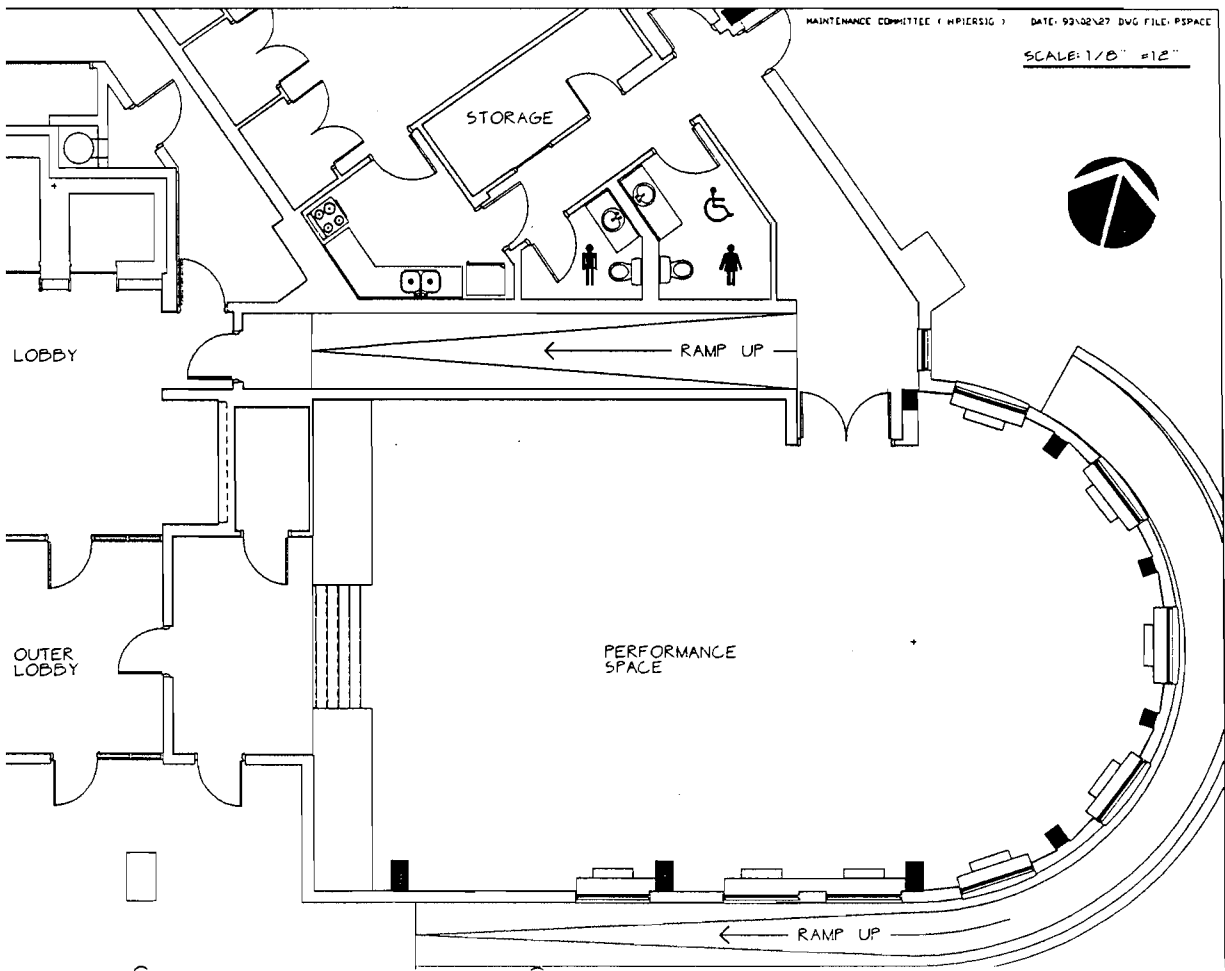 MAINTENANCE COMMITTEE ( HPIERSIG ) DATE: 93\02\27 DWG FILE: PSPACE
SCALE: 1/8" =12"
STORAGE
LOBBY
RAMP UP
OUTER
LOBBY
PERFORMANCE
SPACE
RAMP UP